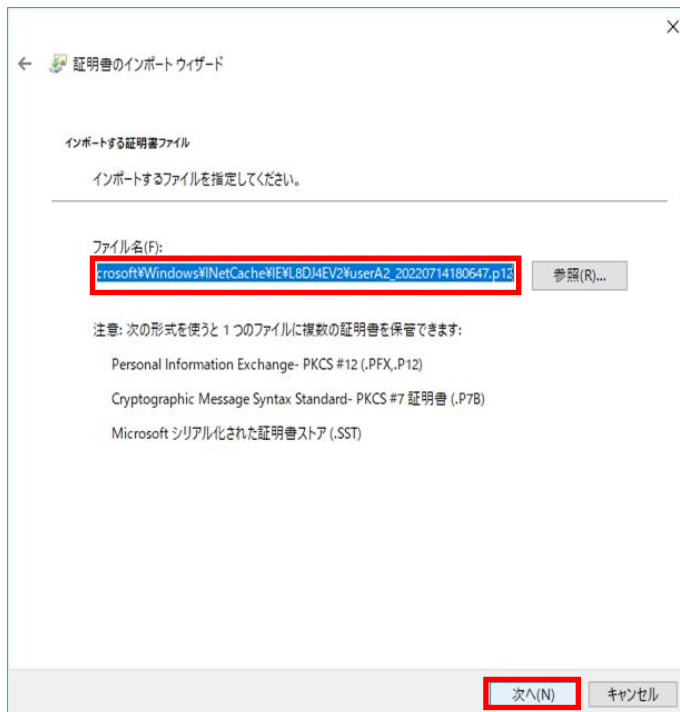 証明書のインポート ウィザード
インポートする証明書ファイル
インポートするファイルを指定してください。
ファイル名(F):
crosoft¥Windows¥INetCache¥IE¥L8DJ4EV2¥userA2_20220714180647.p12
参照(R)...
注意: 次の形式を使うと 1 つのファイルに複数の証明書を保管できます:
Personal Information Exchange- PKCS #12 (.PFX,.P12)
Cryptographic Message Syntax Standard- PKCS #7 証明書 (.P7B)
Microsoft シリアル化された証明書ストア (.SST)
次へ(N)
キャンセル